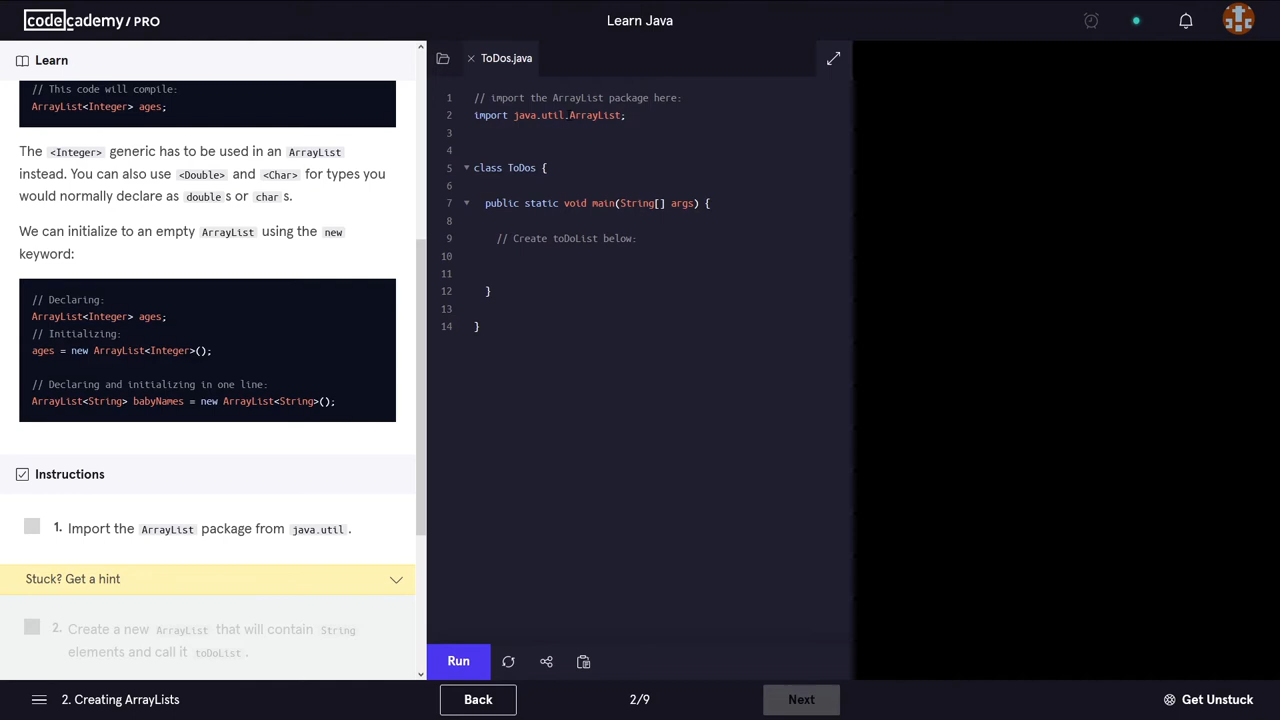 codecademy/PRO
Learn Java
Learn
// This code will compile:
ArrayList<Integer> ages;
The <Integer> generic has to be used in an ArrayList
instead. You can also use <Double> and <Char> for types you
would normally declare as double s or char s.
We can initialize to an empty ArrayList using the new
keyword:
// Declaring:
ArrayList<Integer> ages;
// Initializing:
ages = new ArrayList<Integer>();
// Declaring and initializing in one line:
ArrayList<String> babyNames = new ArrayList<String>();
Instructions
1. Import the ArrayList package from java.util.
Stuck? Get a hint
2. Create a new ArrayList that will contain String
elements and call it toDoList.
ToDos.java
1 // import the ArrayList package here:
2 import java.util.ArrayList;
3
4
5 class ToDos {
6
7 public static void main(String[] args) {
8
9 // Create toDoList below:
10
11
12 }
13
14 }
Run
2. Creating ArrayLists
Back
2/9
Next
Get Unstuck